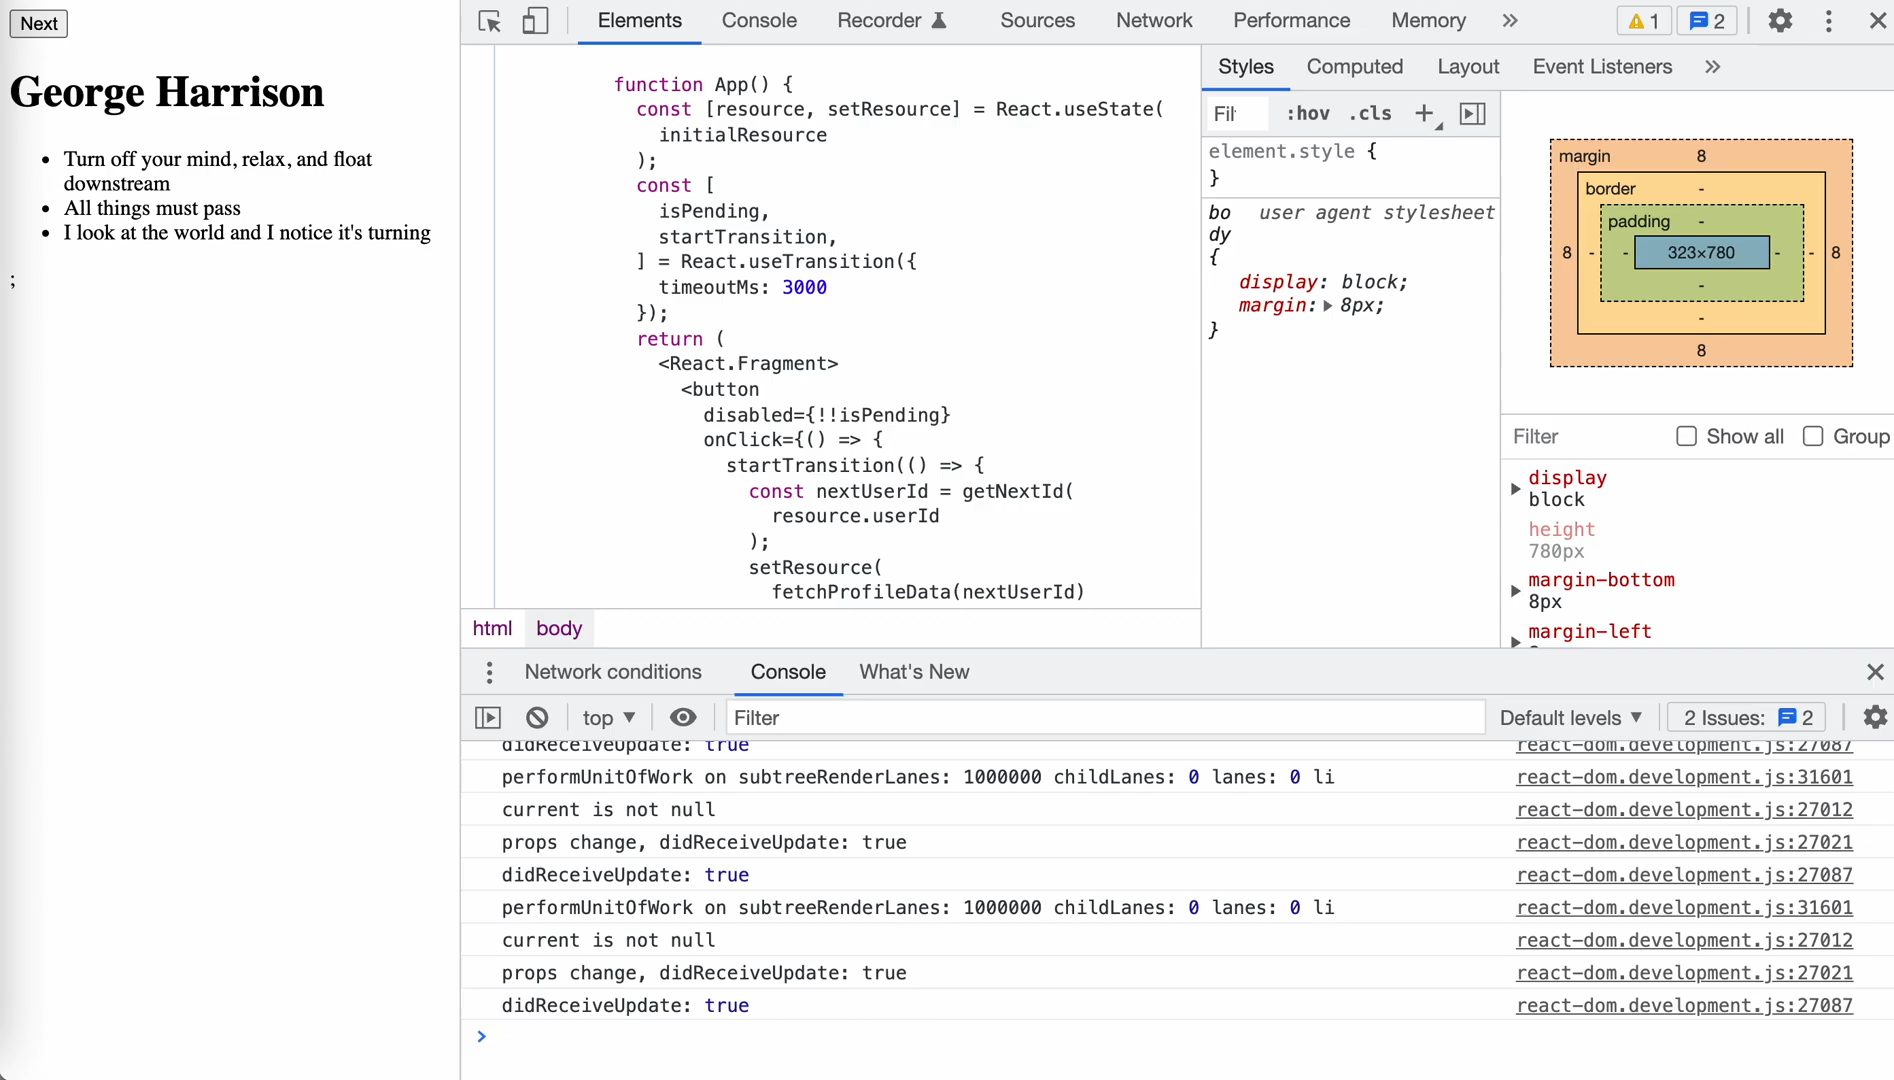 Next
George Harrison
• Turn off your mind, relax, and float
downstream
• All things must pass
• I look at the world and I notice it's turning
;
Elements Console Recorder Sources Network Performance Memory » 1 2
function App() {
const [resource, setResource] = React.useState(
initialResource
);
const [
isPending,
startTransition,
] = React.useTransition({
timeoutMs: 3000
});
return (
<React.Fragment>
<button
disabled={!!isPending}
onClick={() => {
startTransition(() => {
const nextUserId = getNextId(
resource.userId
);
setResource(
fetchProfileData(nextUserId)
html body
Styles Computed Layout Event Listeners »
Fil :hov .cls +
element.style {
}
bo user agent stylesheet
dy
{
display: block;
margin: 8px;
}
margin 8
border -
padding -
8 - - 323×780 - - 8
-
-
8
Filter Show all Group
display
block
height
780px
margin-bottom
8px
margin-left
Network conditions Console What's New
top ▼ Filter Default levels ▼ 2 Issues: 2
didReceiveUpdate: true react-dom.development.js:27087
performUnitOfWork on subtreeRenderLanes: 1000000 childLanes: 0 lanes: 0 li react-dom.development.js:31601
current is not null react-dom.development.js:27012
props change, didReceiveUpdate: true react-dom.development.js:27021
didReceiveUpdate: true react-dom.development.js:27087
performUnitOfWork on subtreeRenderLanes: 1000000 childLanes: 0 lanes: 0 li react-dom.development.js:31601
current is not null react-dom.development.js:27012
props change, didReceiveUpdate: true react-dom.development.js:27021
didReceiveUpdate: true react-dom.development.js:27087
>